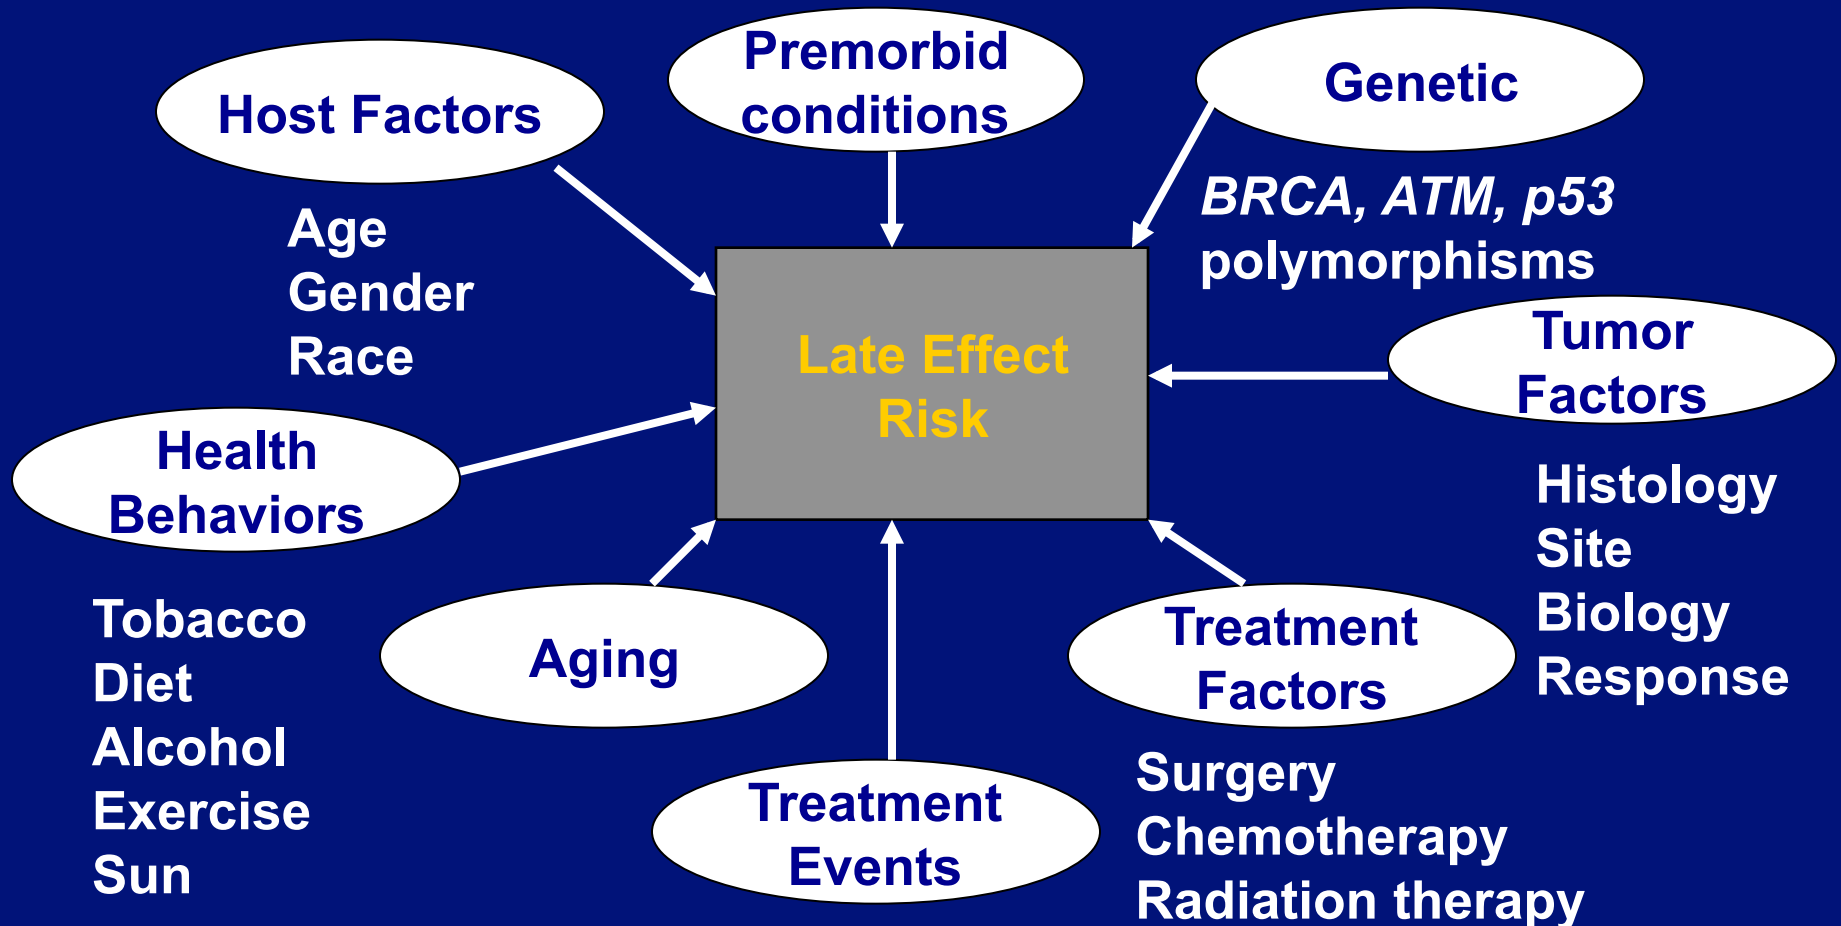 Premorbid
conditions
Host Factors
Genetic
Age
Gender
Race
BRCA, ATM, p53
polymorphisms
Late Effect
Risk
Tumor
Factors
Health
Behaviors
Histology
Site
Biology
Response
Tobacco
Diet
Alcohol
Exercise
Sun
Aging
Treatment
Factors
Treatment
Events
Surgery
Chemotherapy
Radiation therapy